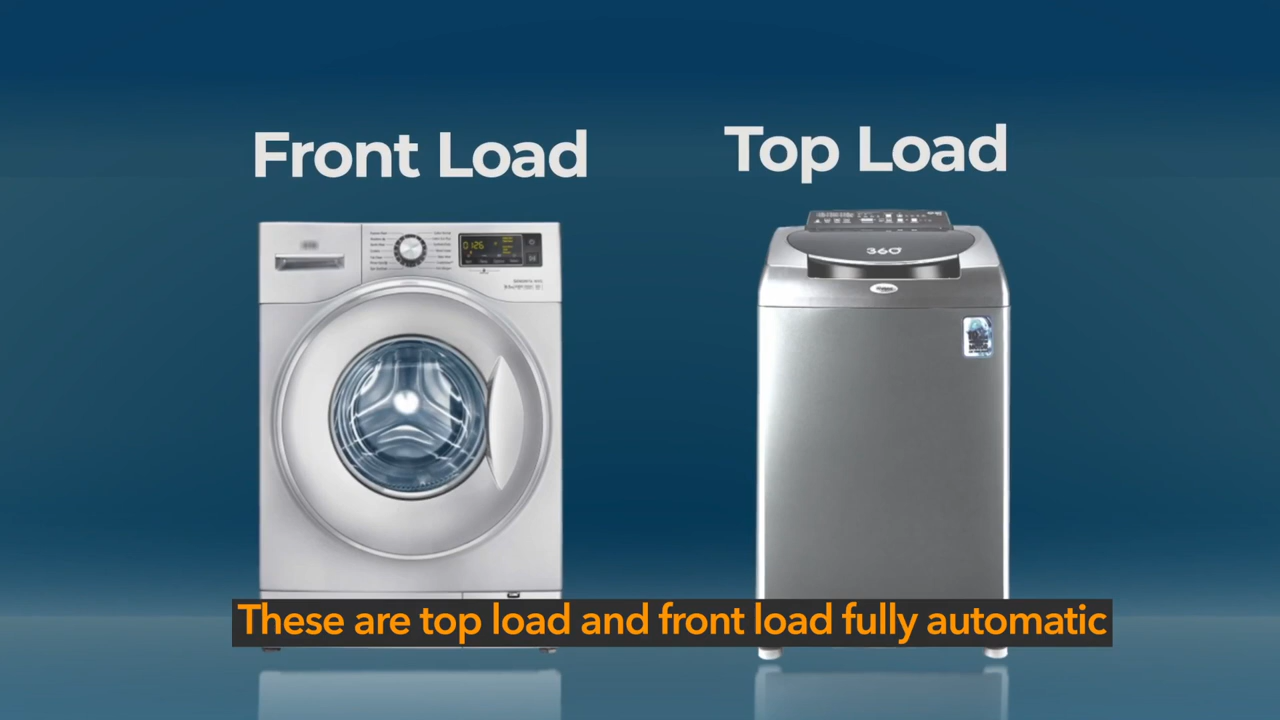 Front Load
Top Load
0126
360
These are top load and front load fully automatic